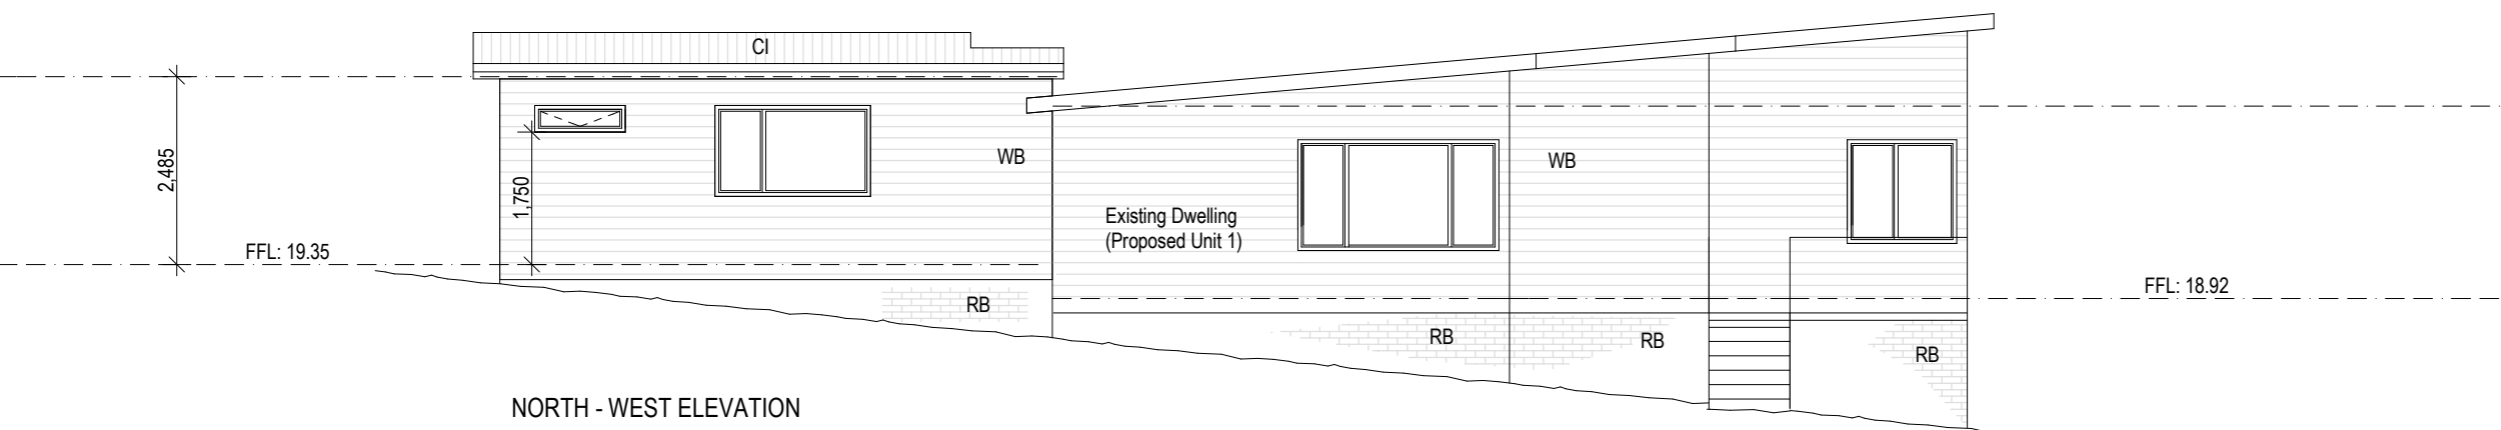 CI
2,485
1,750
WB
WB
Existing Dwelling
(Proposed Unit 1)
FFL: 19.35
FFL: 18.92
RB
RB
RB
RB
NORTH - WEST ELEVATION